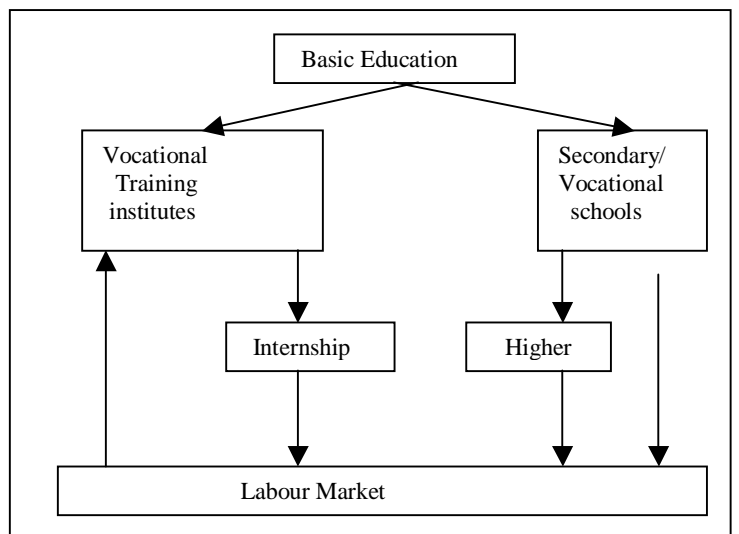 Basic Education
Vocational
Training
institutes
Secondary/
Vocational
schools
Internship
Higher
Labour Market